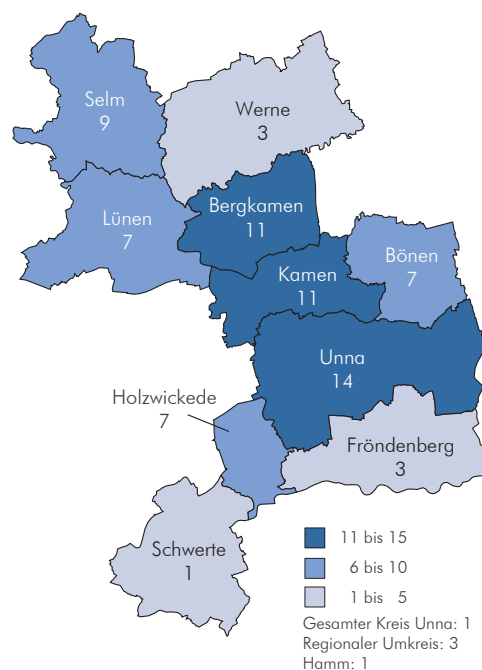 Selm
9
Werne
3
Bergkamen
11
Lünen
7
Bönen
7
Kamen
11
Unna
14
Holzwickede
7
Fröndenberg
3
Schwerte
1
11 bis 15
6 bis 10
1 bis 5
Gesamter Kreis Unna: 1
Regionaler Umkreis: 3
Hamm: 1